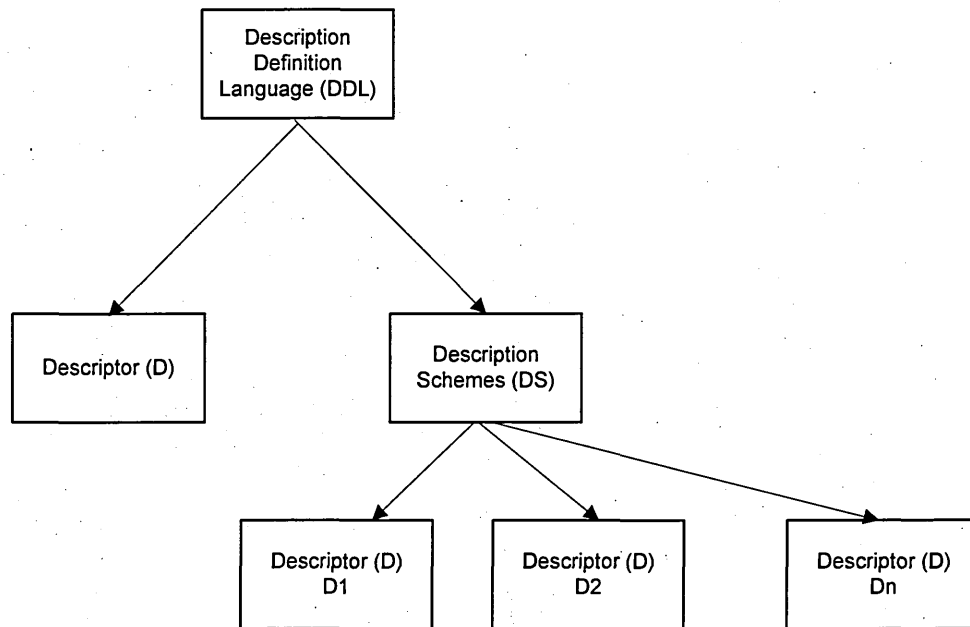 Description
Definition
Language (DDL)
Descriptor (D)
Description
Schemes (DS)
Descriptor (D)
D1
Descriptor (D)
D2
Descriptor (D)
Dn